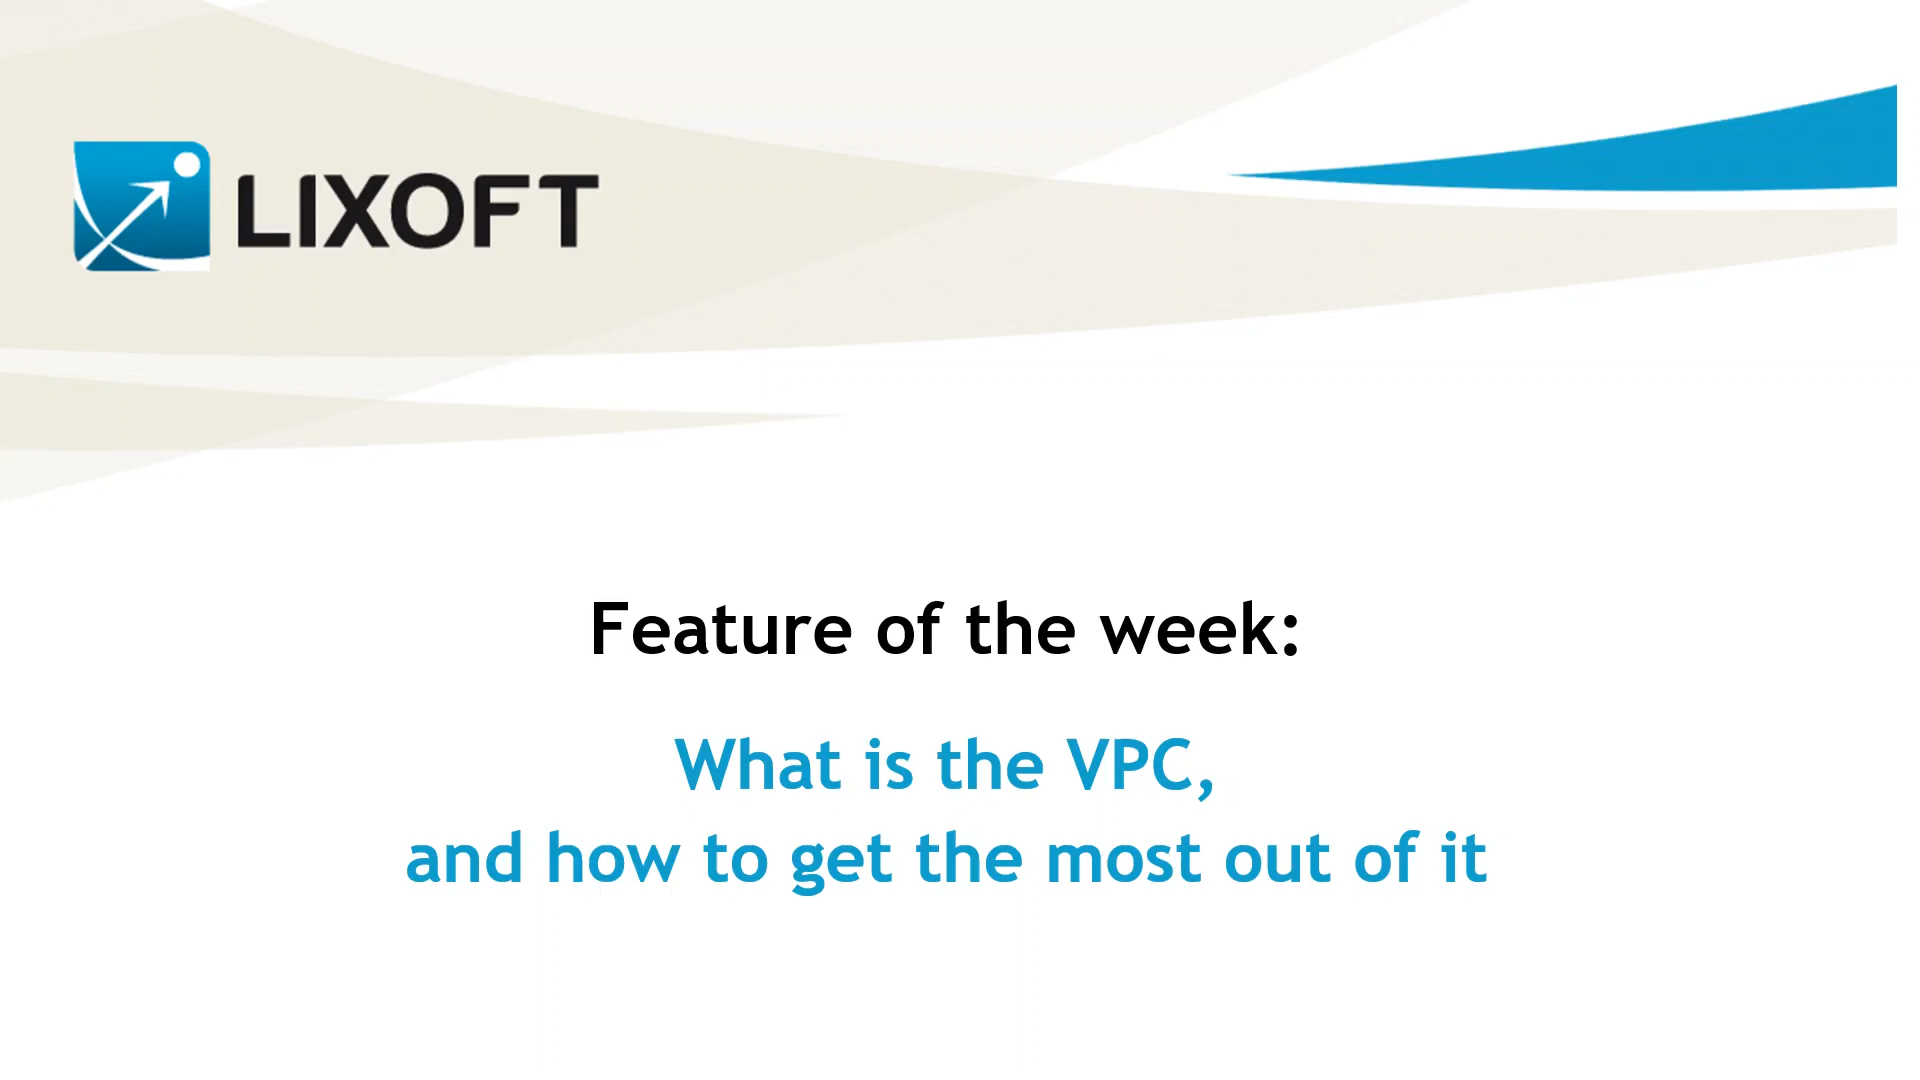 LIXOFT
Feature of the week:
What is the VPC,
and how to get the most out of it